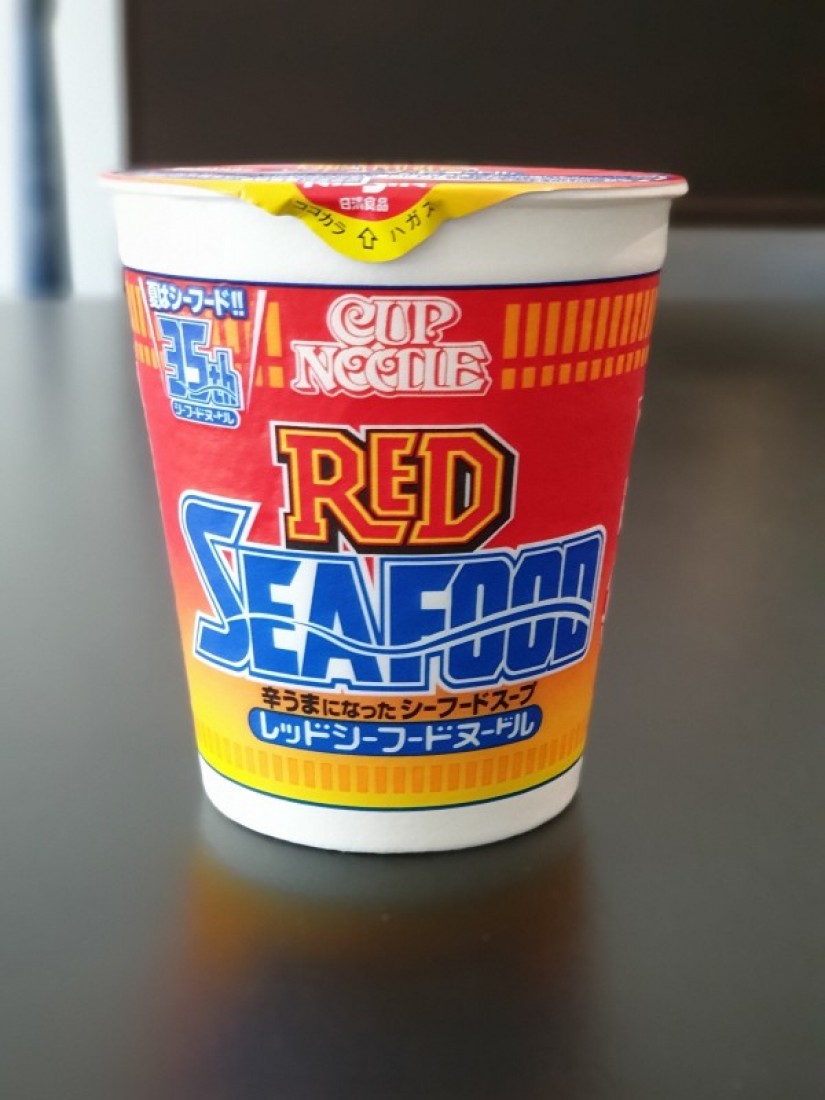 日清食品
ココカラ
ハガス
夏はシーフード!!
35th
シーフードヌードル
CUP
NOODLE
RED
SEAFOOD
辛うまになったシーフードスープ
レッドシーフードヌードル